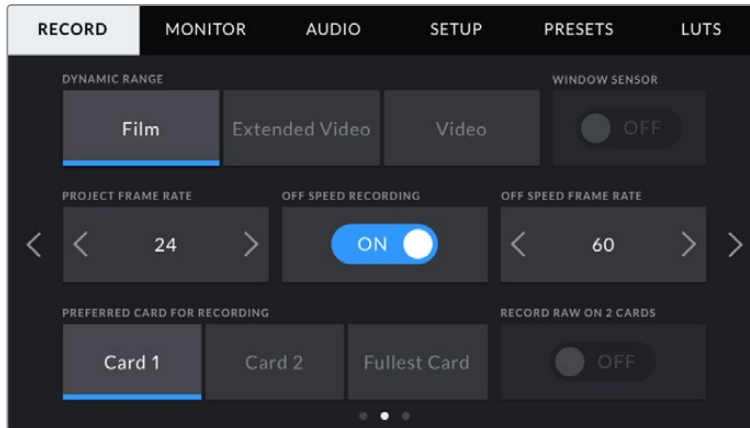 RECORD MONITOR AUDIO SETUP PRESETS LUTS
DYNAMIC RANGE WINDOW SENSOR
Film Extended Video Video OFF
PROJECT FRAME RATE OFF SPEED RECORDING OFF SPEED FRAME RATE
24 ON 60
PREFERRED CARD FOR RECORDING RECORD RAW ON 2 CARDS
Card 1 Card 2 Fullest Card OFF